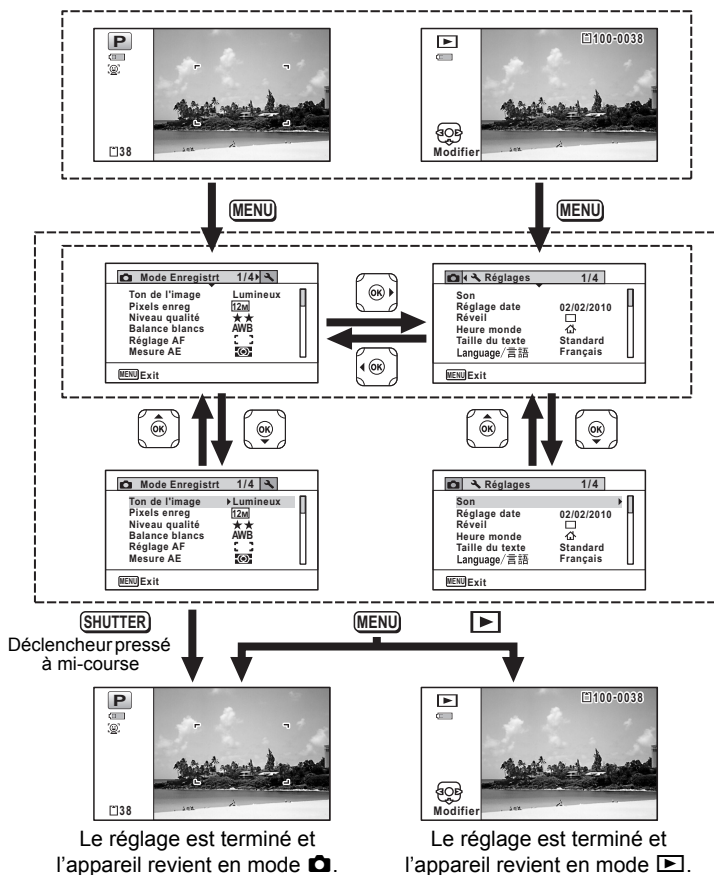 P
38
100-0038
Modifier
MENU
MENU
Mode Enregistrt 1/4
Ton de l'image Lumineux
Pixels enreg 12M
Niveau qualité ★★
Balance blancs AWB
Réglage AF
Mesure AE
MENU Exit
OK
OK
Réglages 1/4
Son
Réglage date 02/02/2010
Réveil
Heure monde
Taille du texte Standard
Language/言語 Français
MENU Exit
OK
OK
OK
OK
Mode Enregistrt 1/4
Ton de l'image Lumineux
Pixels enreg 12M
Niveau qualité ★★
Balance blancs AWB
Réglage AF
Mesure AE
MENU Exit
Réglages 1/4
Son
Réglage date 02/02/2010
Réveil
Heure monde
Taille du texte Standard
Language/言語 Français
MENU Exit
SHUTTER
Déclencheur pressé
à mi-course
MENU
P
38
100-0038
Modifier
Le réglage est terminé et
l'appareil revient en mode .
Le réglage est terminé et
l'appareil revient en mode .